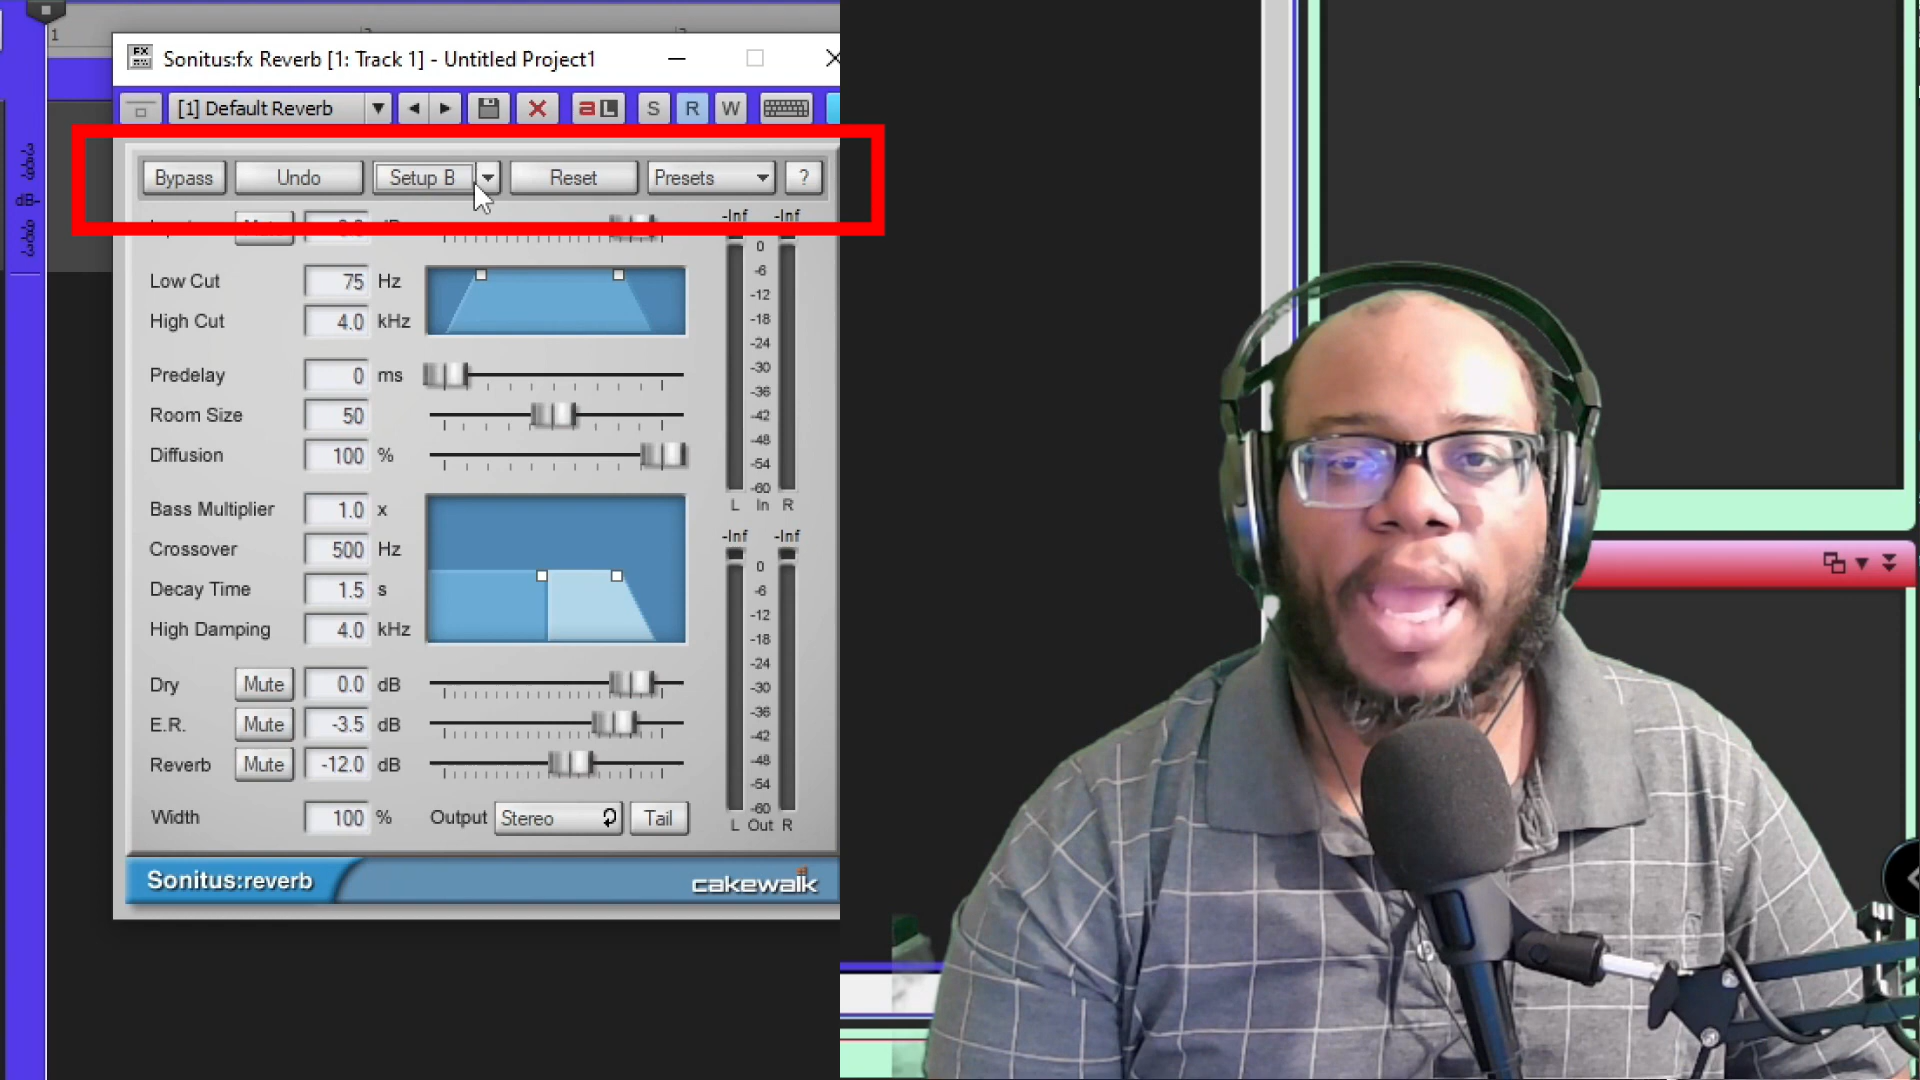 1
Sonitus:fx Reverb [1: Track 1] - Untitled Project1
FX
[1] Default Reverb
aL S R W
Bypass Undo Setup B Reset Presets ?
-Inf -Inf
dB-
0
-6
-12
-18
-24
-30
-36
-42
-48
-54
-60
L In R
Low Cut 75 Hz
High Cut 4.0 kHz
Predelay 0 ms
Room Size 50
Diffusion 100 %
Bass Multiplier 1.0 x
Crossover 500 Hz
Decay Time 1.5 s
High Damping 4.0 kHz
-Inf -Inf
0
-6
-12
-18
-24
-30
-36
-42
-48
-54
-60
L Out R
Dry Mute 0.0 dB
E.R. Mute -3.5 dB
Reverb Mute -12.0 dB
Width 100 % Output Stereo Tail
Sonitus:reverb
cakewalk